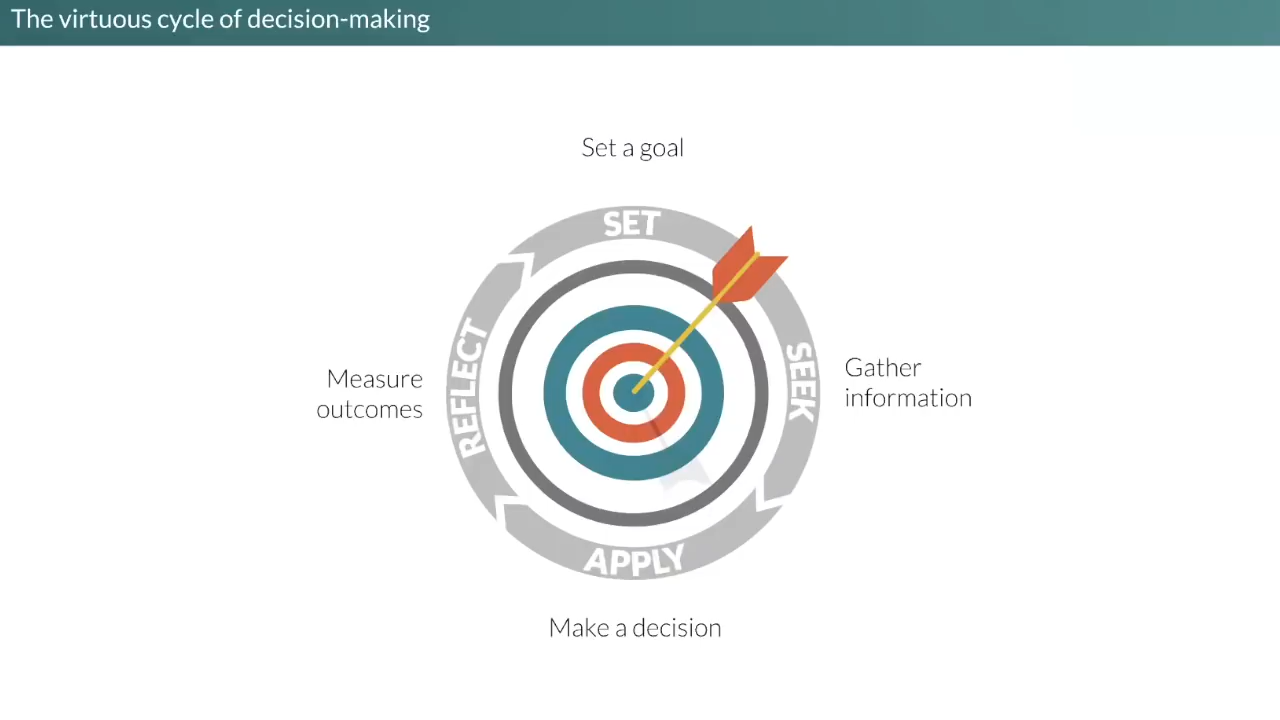 The virtuous cycle of decision-making
Set a goal
SET
SEEK
Gather
information
APPLY
Make a decision
REFLECT
Measure
outcomes